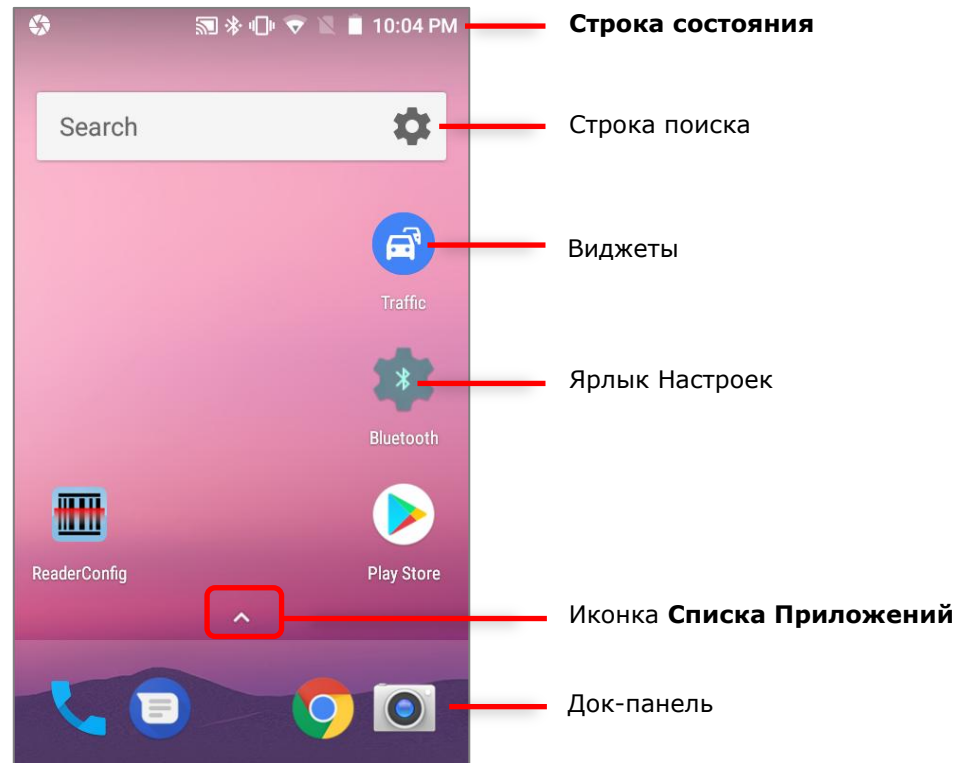 10:04 PM
Строка состояния
Search
Строка поиска
Виджеты
Traffic
Ярлык Настроек
Bluetooth
ReaderConfig
Play Store
Иконка Списка Приложений
Док-панель